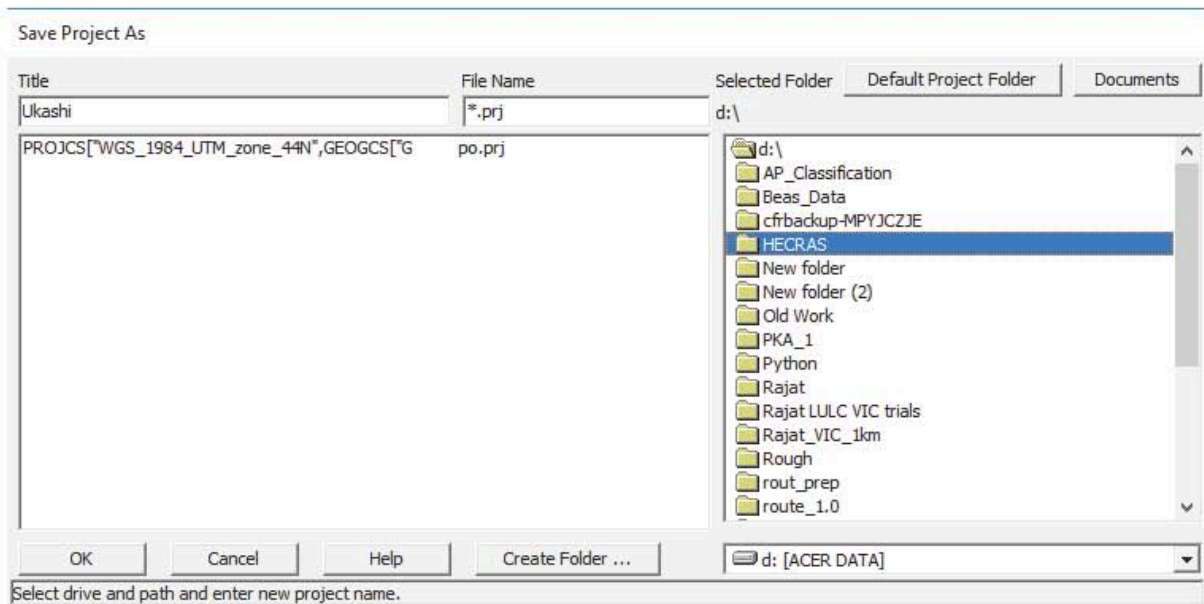 Save Project As
Title
File Name
Selected Folder
Default Project Folder
Documents
Ukashi
*.prj
d:\
PROJCS["WGS_1984_UTM_zone_44N",GEOGCS["G
po.prj
d:\
AP_Classification
Beas_Data
cfrbackup-MPYJCZJE
HECRAS
New folder
New folder (2)
Old Work
PKA_1
Python
Rajat
Rajat LULC VIC trials
Rajat_VIC_1km
Rough
rout_prep
route_1.0
OK
Cancel
Help
Create Folder ...
d: [ACER DATA]
Select drive and path and enter new project name.